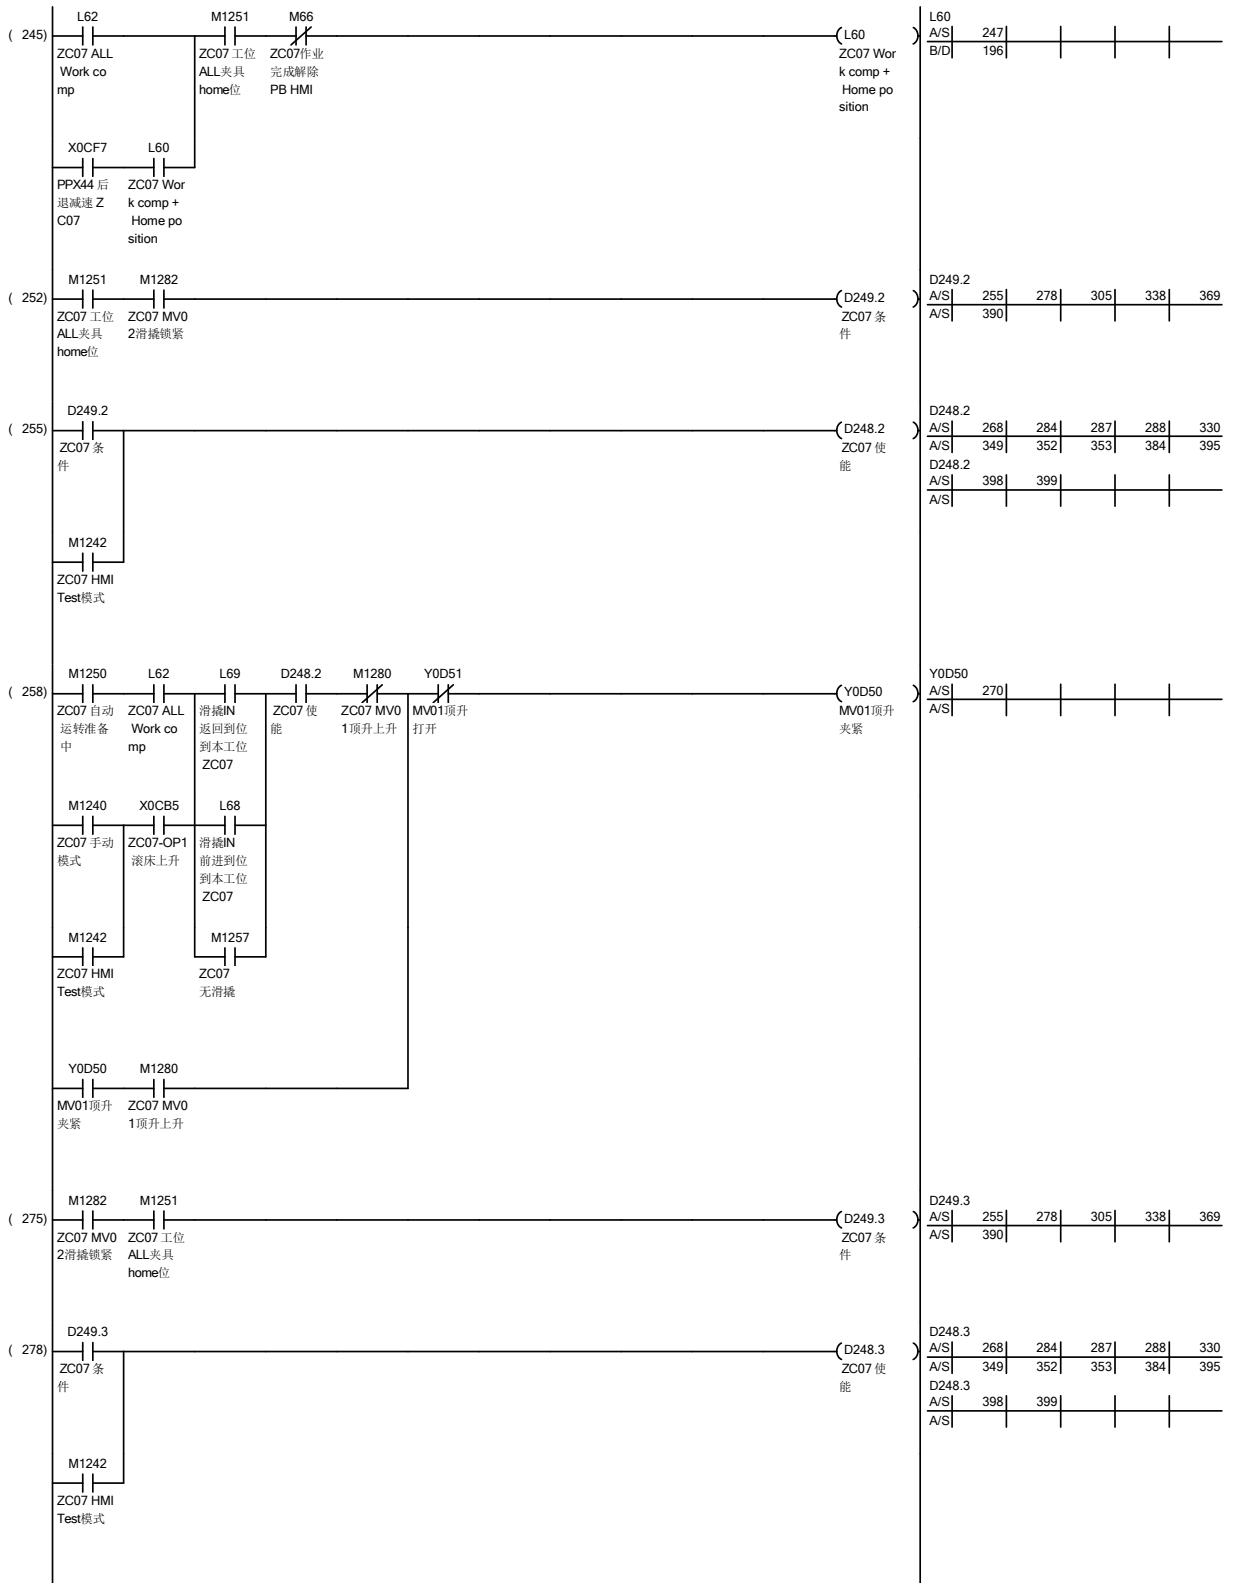 L62 M1251 M66 L60
( 245) L60 A/S 247
ZC07 ALL ZC07 工位 ZC07作业 ZC07 Wor B/D 196
Work co ALL夹具 完成解除 k comp +
mp home位 PB HMI Home po
sition
X0CF7 L60
PPX44 后 ZC07 Wor
退减速 Z k comp +
C07 Home po
sition
M1251 M1282 D249.2
( 252) D249.2 A/S 255 278 305 338 369
ZC07 工位 ZC07 MV0 ZC07 条 A/S 390
ALL夹具 2滑撬锁紧 件
home位
D249.2 D248.2
( 255) D248.2 A/S 268 284 287 288 330
ZC07 条 ZC07 使 A/S 349 352 353 384 395
件 能 D248.2
A/S 398 399
A/S
M1242
ZC07 HMI
Test模式
M1250 L62 L69 D248.2 M1280 Y0D51 Y0D50
( 258) Y0D50 A/S 270
ZC07 自动 ZC07 ALL 滑撬IN ZC07 使 ZC07 MV0 MV01顶升 MV01顶升 A/S
运转准备 Work co 返回到位 能 1顶升上升 打开 夹紧
中 mp 到本工位
ZC07
M1240 X0CB5 L68
ZC07 手动 ZC07-OP1 滑撬IN
模式 滚床上升 前进到位
到本工位
ZC07
M1242 M1257
ZC07 HMI ZC07
Test模式 无滑撬
Y0D50 M1280
MV01顶升 ZC07 MV0
夹紧 1顶升上升
M1282 M1251 D249.3
( 275) D249.3 A/S 255 278 305 338 369
ZC07 MV0 ZC07 工位 ZC07 条 A/S 390
2滑撬锁紧 ALL夹具 件
home位
D249.3 D248.3
( 278) D248.3 A/S 268 284 287 288 330
ZC07 条 ZC07 使 A/S 349 352 353 384 395
件 能 D248.3
A/S 398 399
A/S
M1242
ZC07 HMI
Test模式